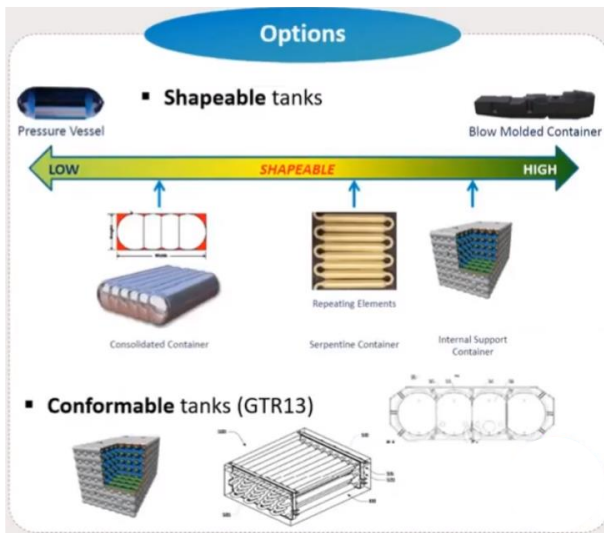 Options
▪ Shapeable tanks
Pressure Vessel
Blow Molded Container
LOW
SHAPEABLE
HIGH
Width
Repeating Elements
Consolidated Container
Serpentine Container
Internal Support
Container
▪ Conformable tanks (GTR13)